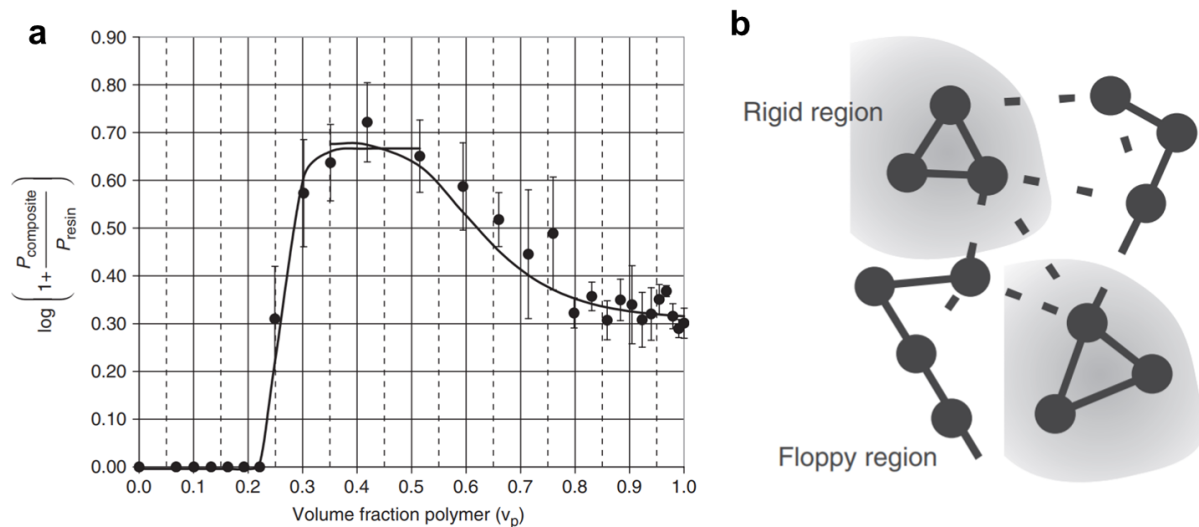 a
0.90
0.80
0.70
0.60
0.50
0.40
0.30
0.20
0.10
0.00
log (1+ P composite / P resin)
0.0 0.1 0.2 0.3 0.4 0.5 0.6 0.7 0.8 0.9 1.0
Volume fraction polymer (vp)
b
Rigid region
Floppy region